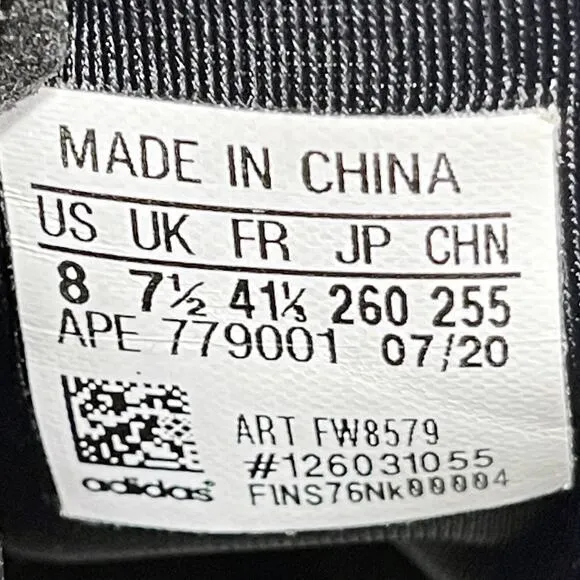 MADE IN CHINA
US UK FR JP CHN
8 7½ 41⅓ 260 255
APE 779001 07/20
ART FW8579
#126031055
adidas FINS76Nk00004